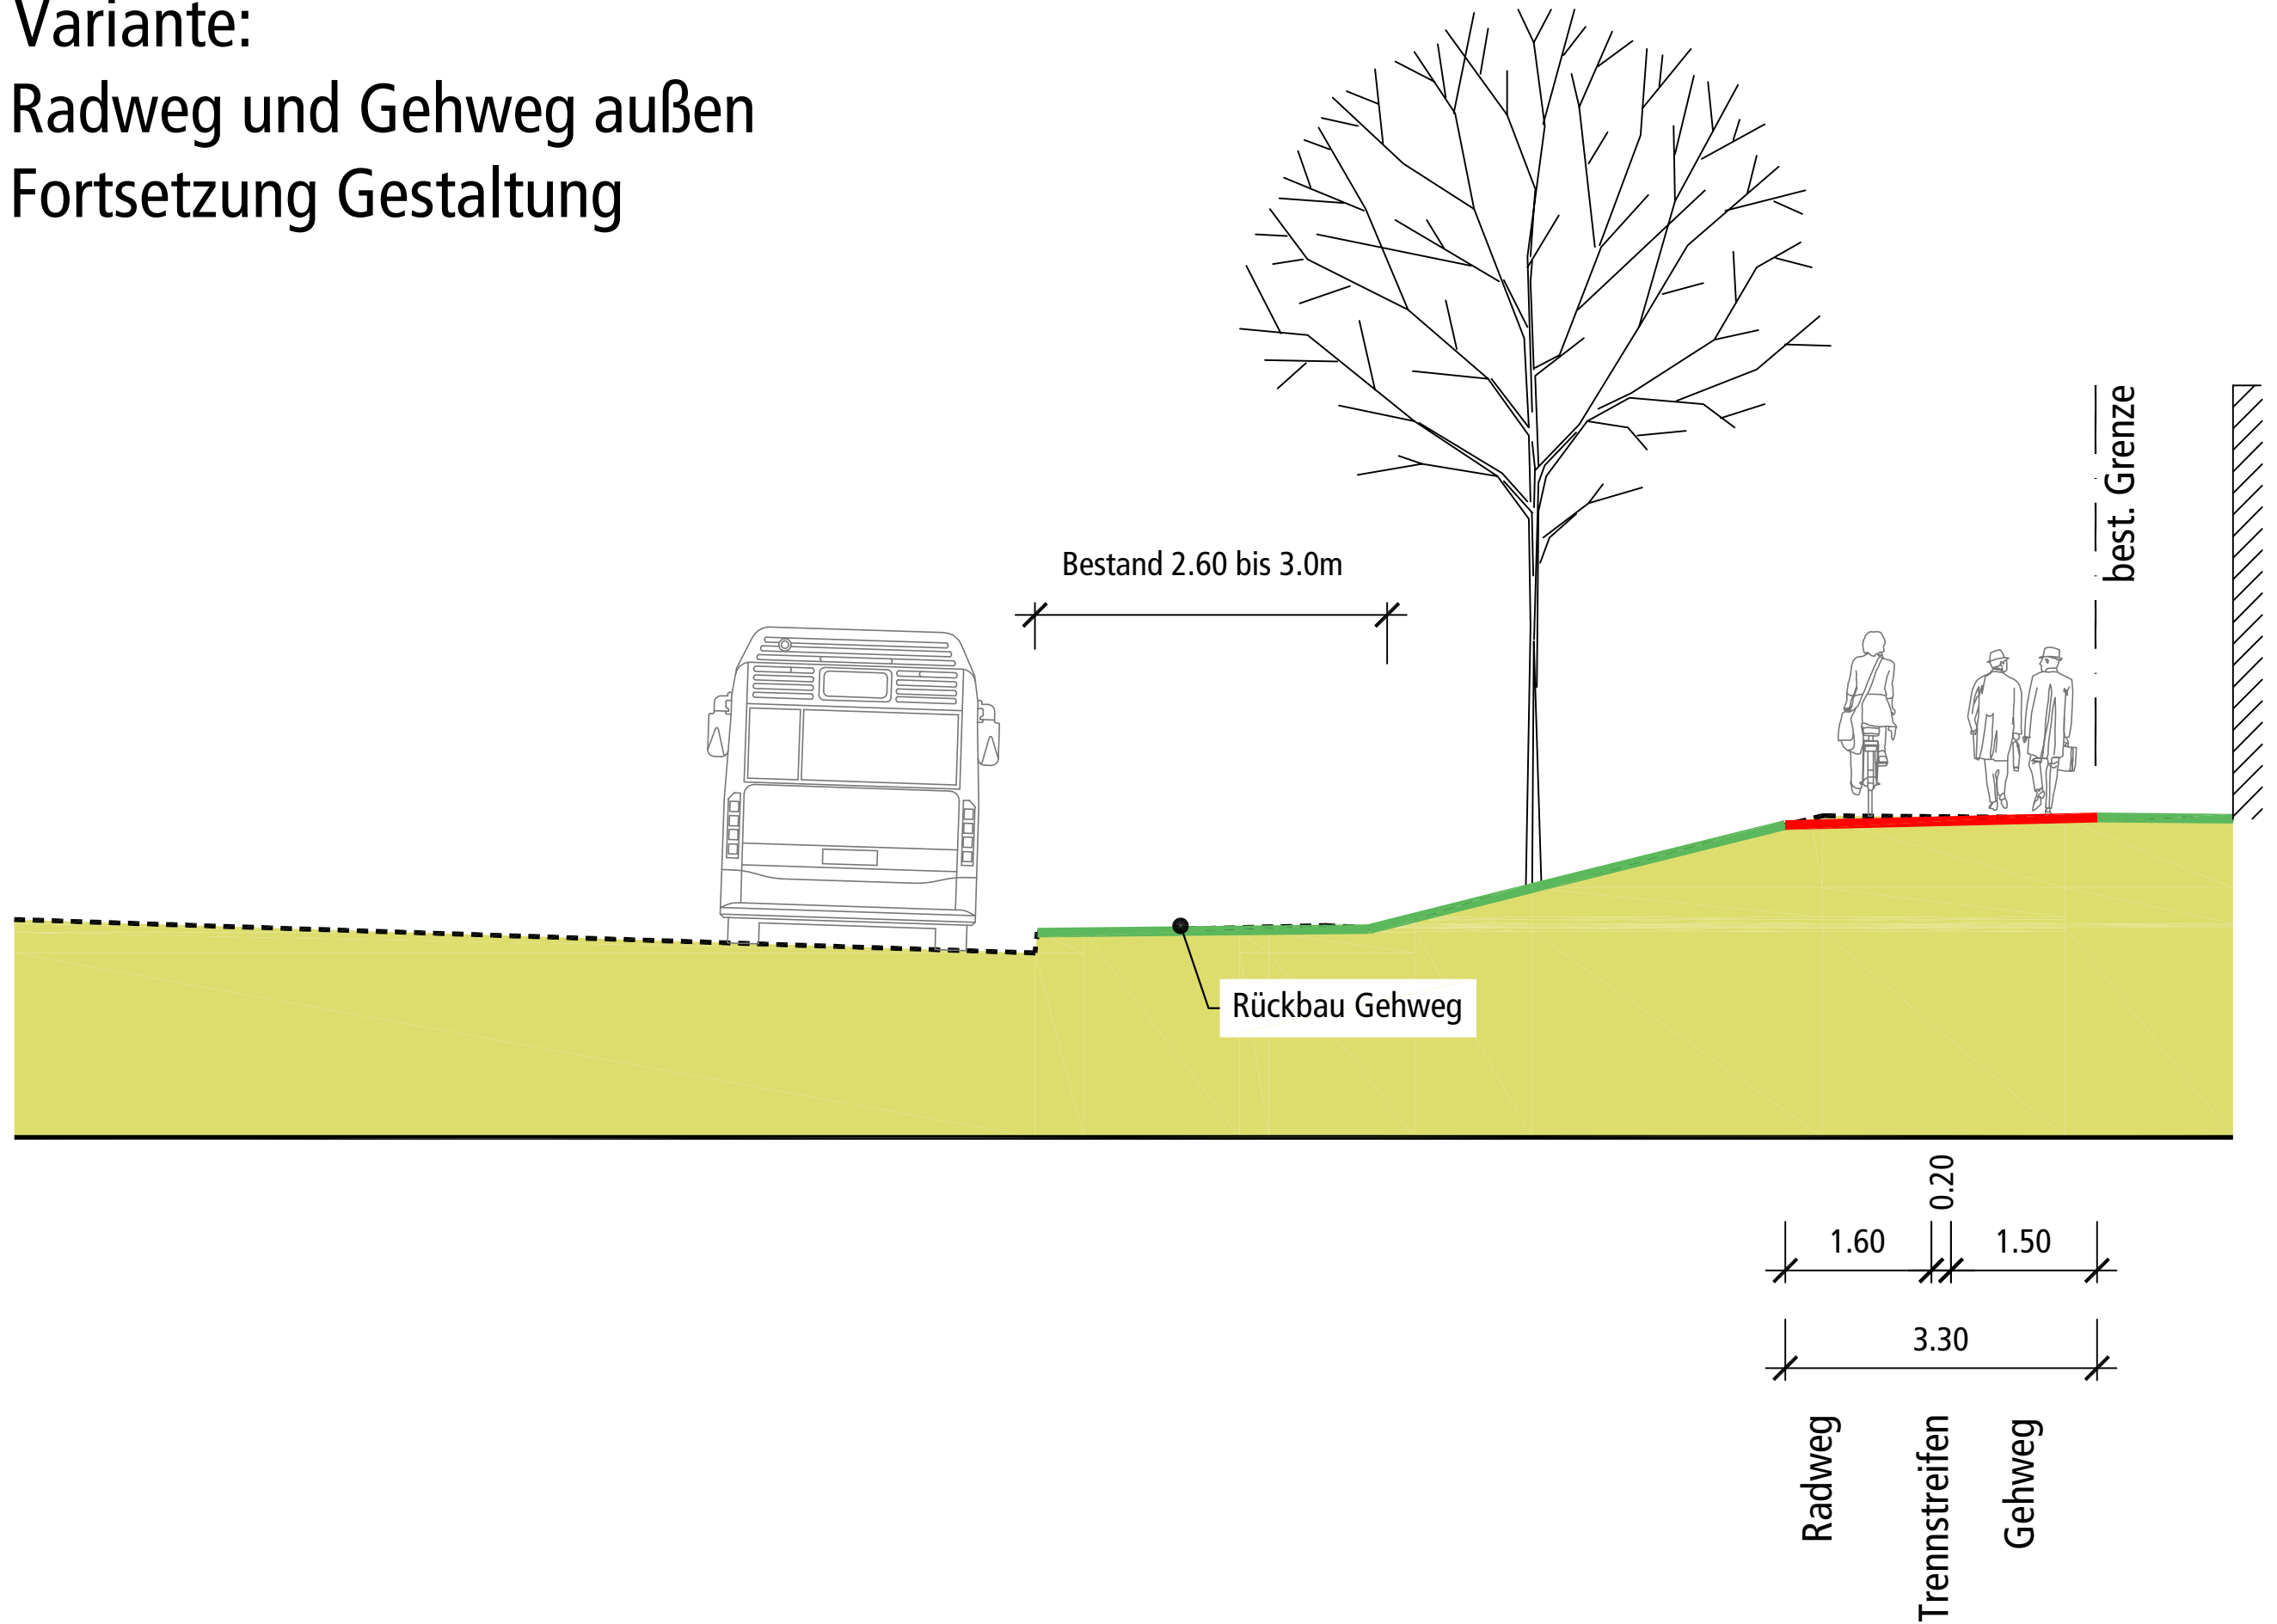 Variante:
Radweg und Gehweg außen
Fortsetzung Gestaltung
best. Grenze
Bestand 2.60 bis 3.0m
Rückbau Gehweg
0.20
1.60
1.50
3.30
Radweg
Trennstreifen
Gehweg